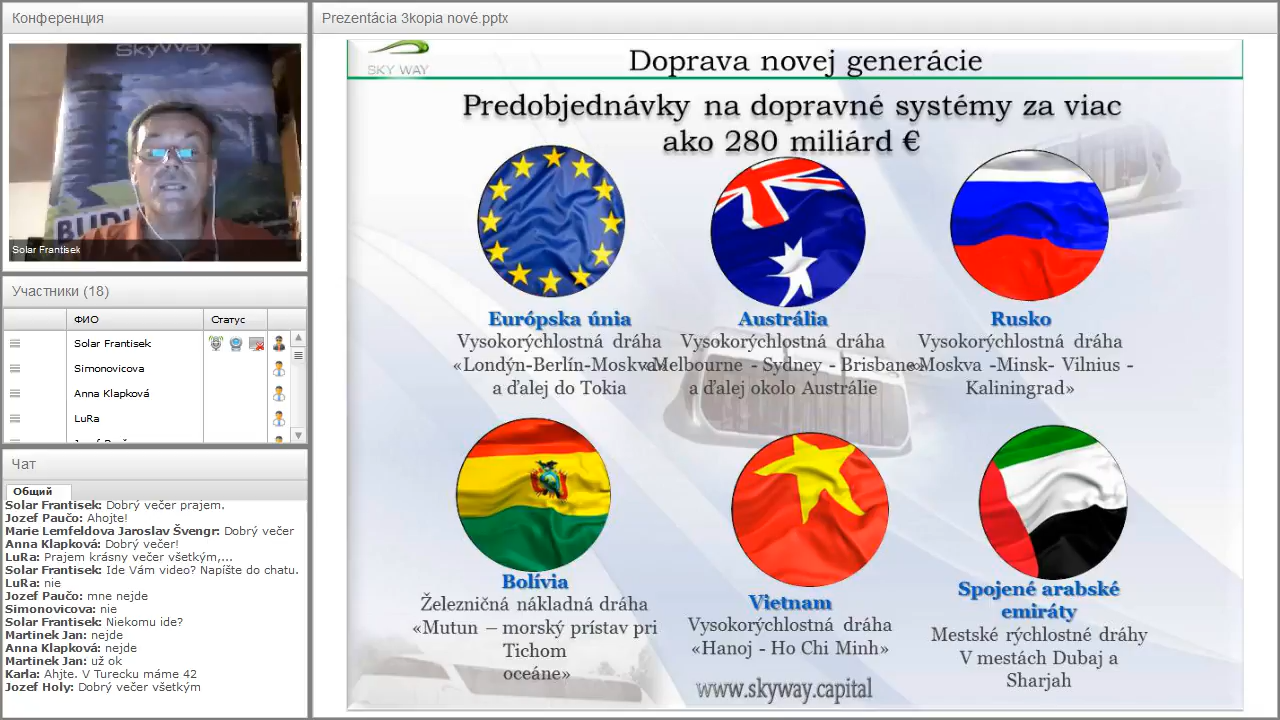 Конференция
SkyWay
Solar Frantisek
Участники (18)
ФИО
Статус
Solar Frantisek
Simonovicova
Anna Klapková
LuRa
Чат
Общий
Solar Frantisek: Dobrý večer prajem.
Jozef Paučo: Ahojte!
Marie Lemfeldova Jaroslav Švengr: Dobrý večer
Anna Klapková: Dobrý večer!
LuRa: Prajem krásny večer všetkým,...
Solar Frantisek: Ide Vám video? Napíšte do chatu.
LuRa: nie
Jozef Paučo: mne nejde
Simonovicova: nie
Solar Frantisek: Niekomu ide?
Martinek Jan: nejde
Anna Klapková: nejde
Martinek Jan: už ok
Karla: Ahjte. V Turecku máme 42
Jozef Holy: Dobrý večer všetkým
Prezentácia 3kopia nové.pptx
SKY WAY
Doprava novej generácie
Predobjednávky na dopravné systémy za viac
ako 280 miliárd €
Európska únia
Vysokorýchlostná dráha
«Londýn-Berlín-Moskva»
a ďalej do Tokia
Austrália
Vysokorýchlostná dráha
«Melbourne - Sydney - Brisbane»
a ďalej okolo Austrálie
Rusko
Vysokorýchlostná dráha
«Moskva -Minsk- Vilnius -
Kaliningrad»
Bolívia
Železničná nákladná dráha
«Mutun – morský prístav pri
Tichom
oceáne»
Vietnam
Vysokorýchlostná dráha
«Hanoj - Ho Chi Minh»
Spojené arabské
emiráty
Mestské rýchlostné dráhy
V mestách Dubaj a
Sharjah
www.skyway.capital